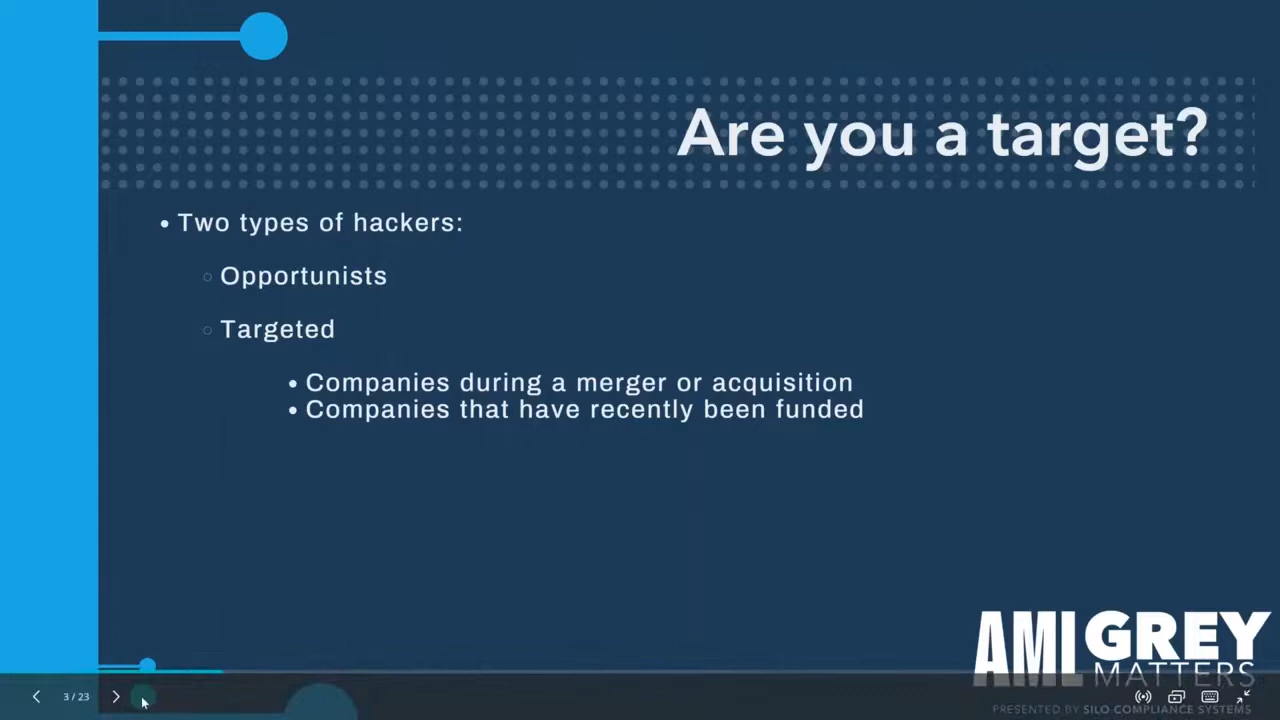 Are you a target?
• Two types of hackers:
○ Opportunists
○ Targeted
• Companies during a merger or acquisition
• Companies that have recently been funded
AMI GREY
MATTERS
PRESENTED BY SILO COMPLIANCE SYSTEMS
3 / 23